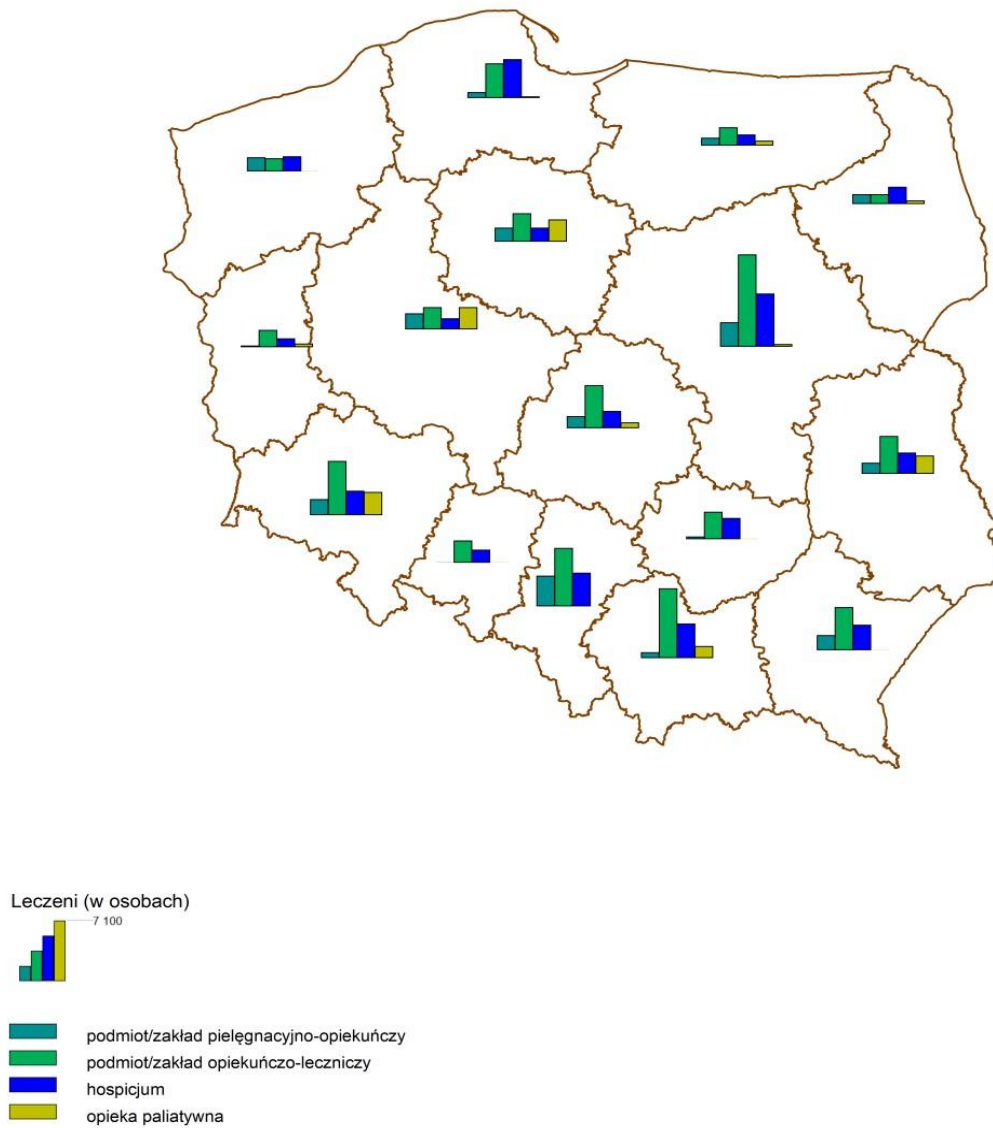 Leczeni (w osobach)
7 100
podmiot/zakład pielęgnacyjno-opiekuńczy
podmiot/zakład opiekuńczo-leczniczy
hospicjum
opieka paliatywna